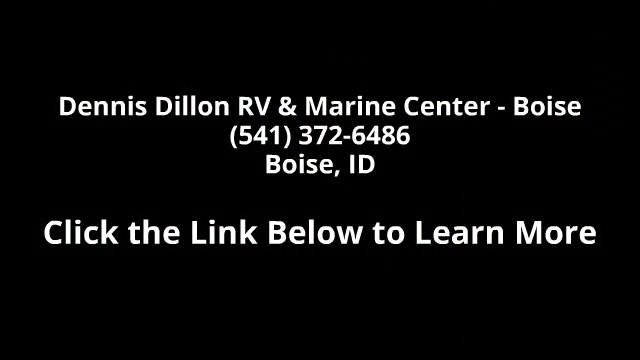 Dennis Dillon RV & Marine Center - Boise
(541) 372-6486
Boise, ID
Click the Link Below to Learn More